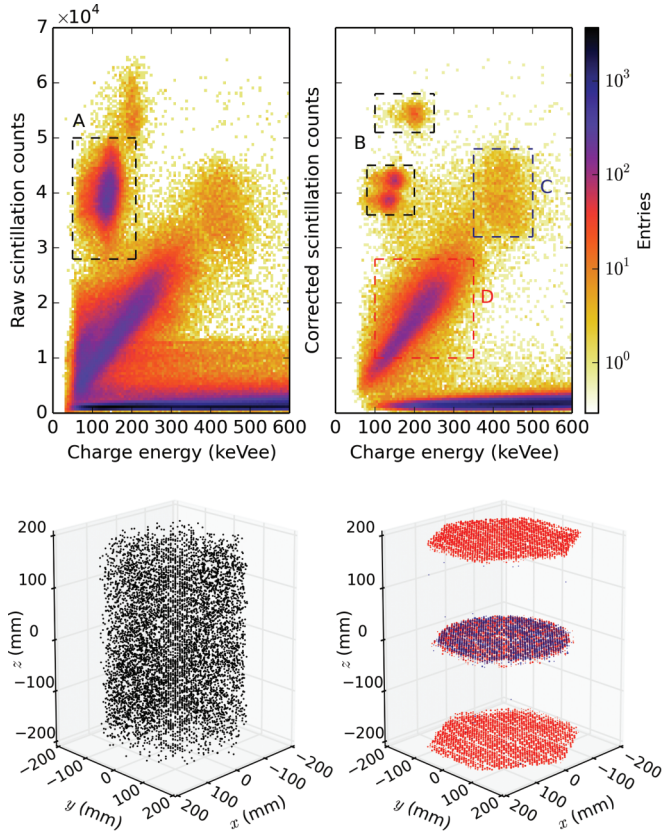 ×10⁴
7
6
5
4
3
2
1
0
Raw scintillation counts
A
0 100 200 300 400 500 600
Charge energy (keVee)
Corrected scintillation counts
B
C
D
0 100 200 300 400 500 600
Charge energy (keVee)
10³
10²
10¹
10⁰
Entries
200
100
0
−100
−200
z (mm)
−200
−100
0
100
200
y (mm)
−200
−100
0
100
200
x (mm)
200
100
0
−100
−200
z (mm)
−200
−100
0
100
200
y (mm)
−200
−100
0
100
200
x (mm)